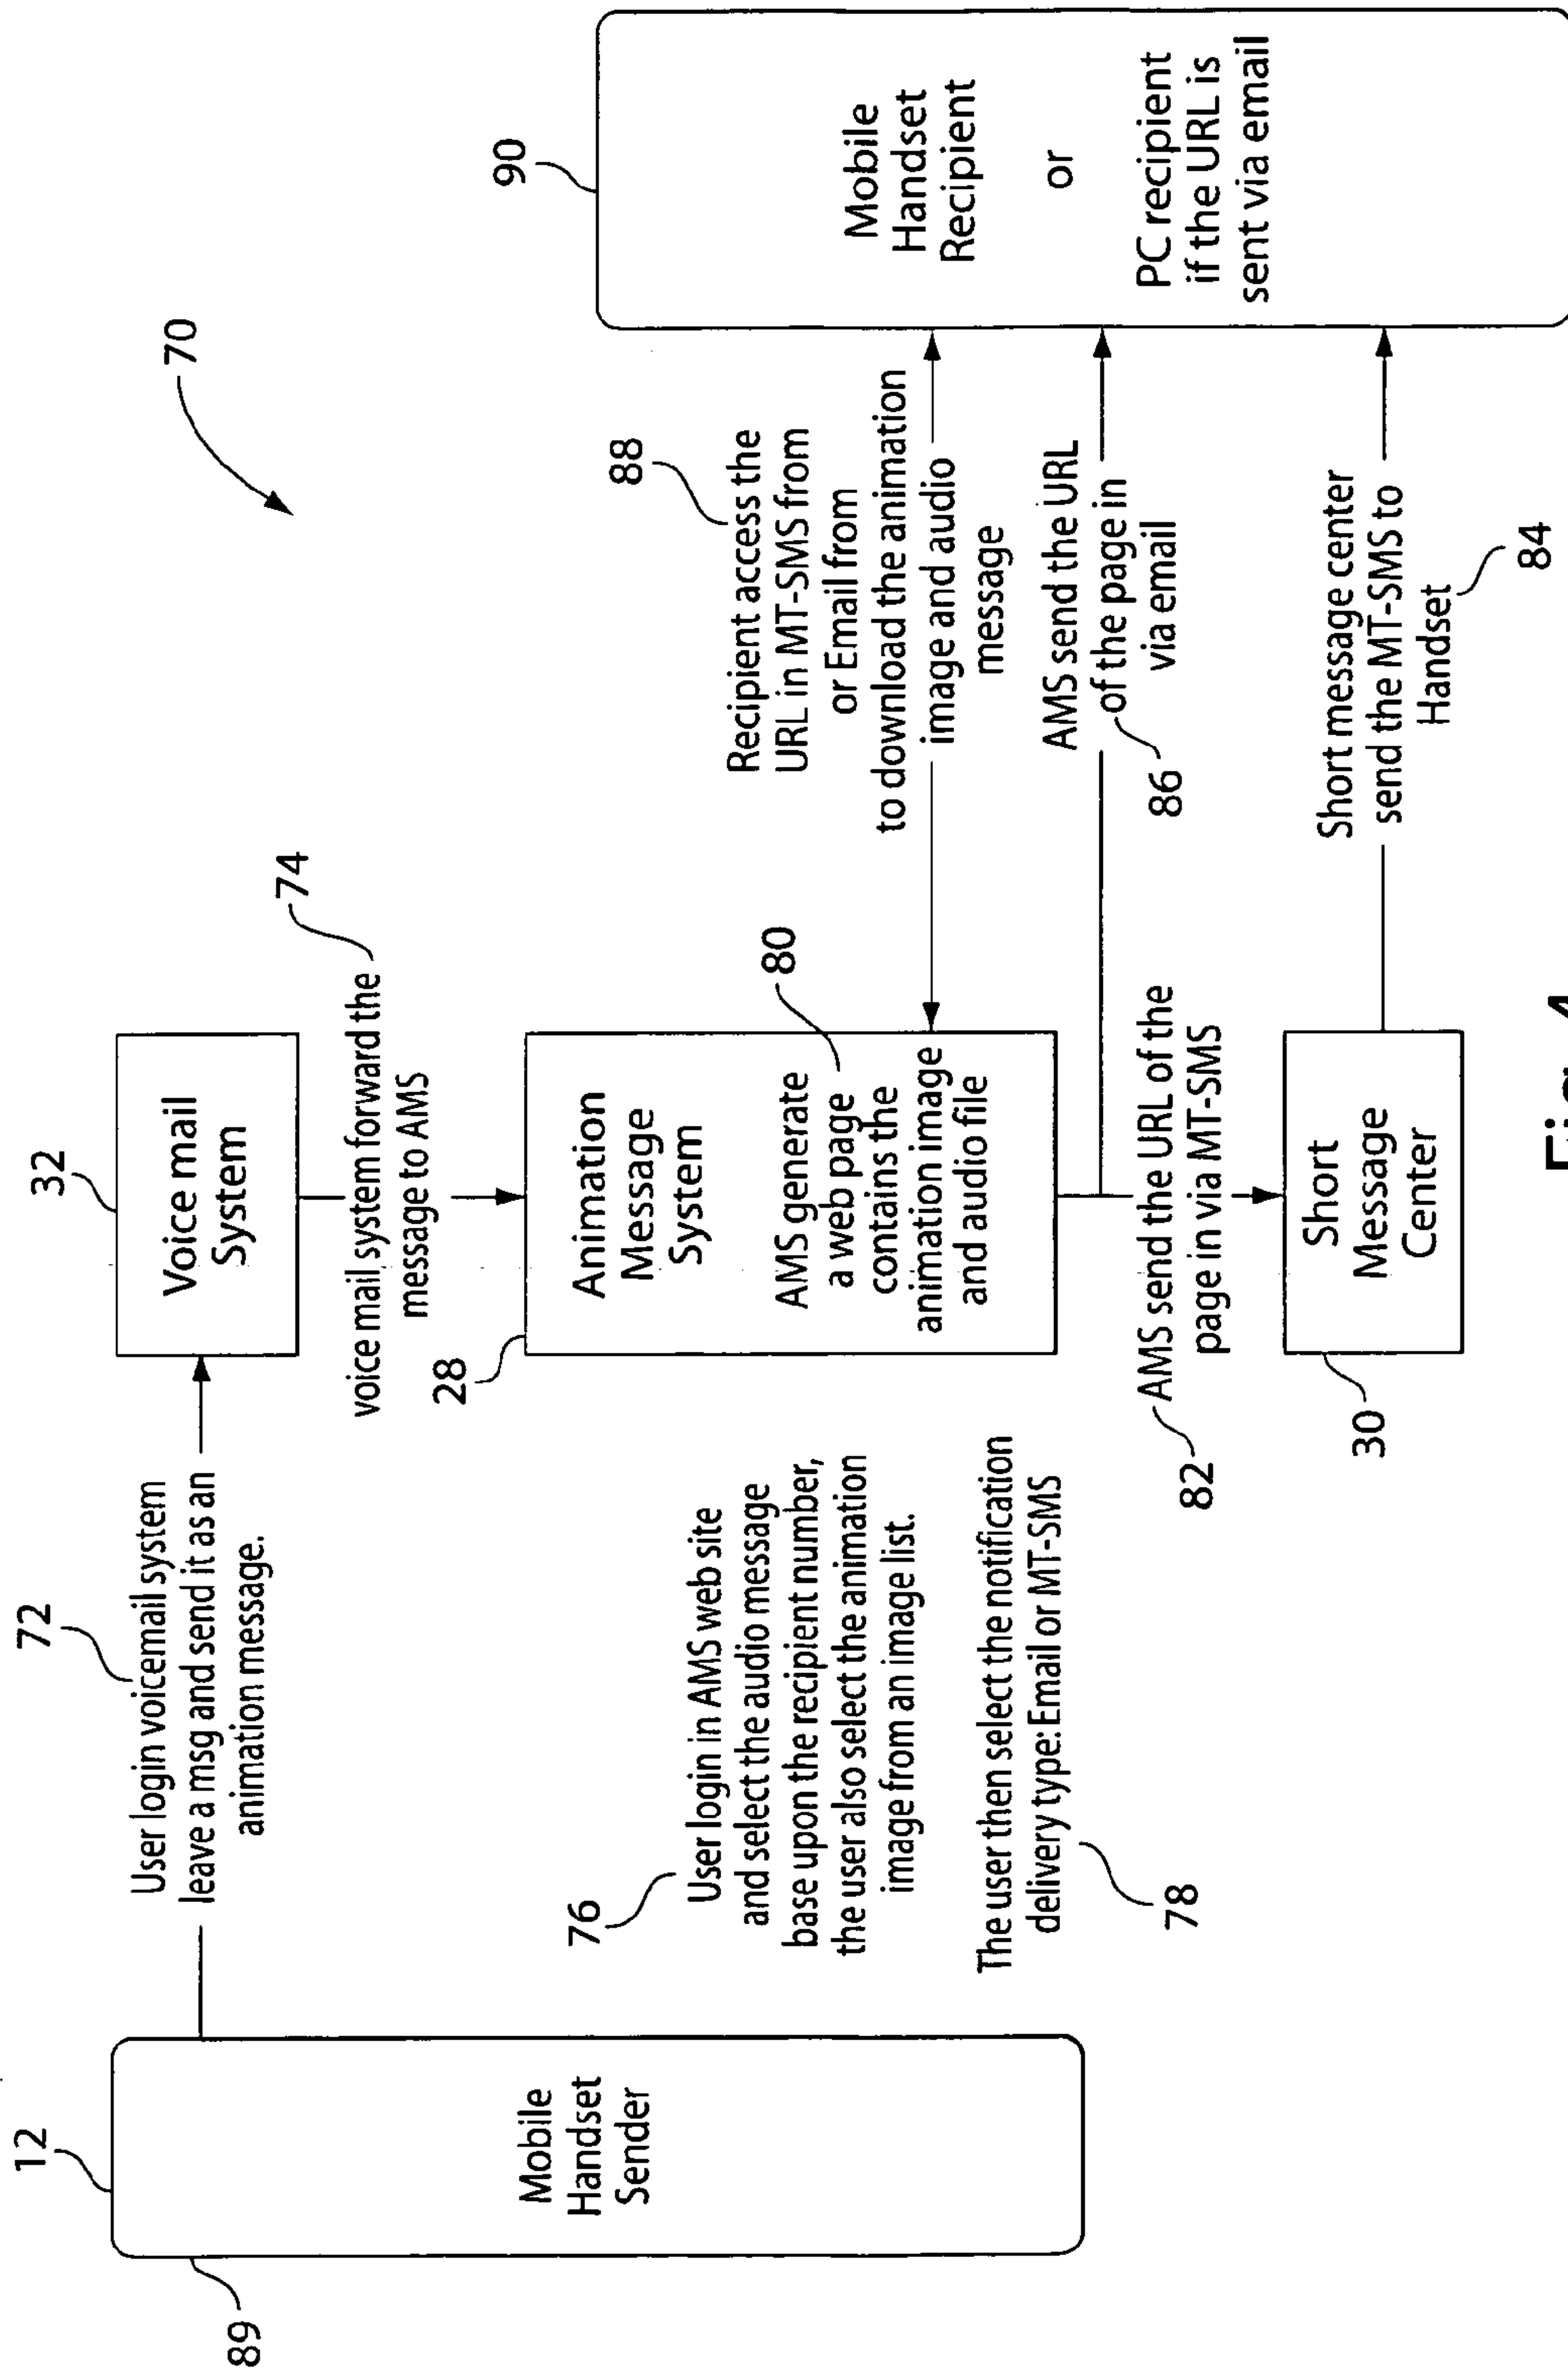 70
12
89
Mobile
Handset
Sender
72
User login voicemail system
leave a msg and send it as an
animation message.
32
Voice mail
System
74
voice mail system forward the
message to AMS
76
User login in AMS web site
and select the audio message
base upon the recipient number,
the user also select the animation
image from an image list.
The user then select the notification
delivery type: Email or MT-SMS
78
28
Animation
Message
System
80
AMS generate
a web page
contains the
animation image
and audio file
82
AMS send the URL of the
page in via MT-SMS
30
Short
Message
Center
88
Recipient access the
URL in MT-SMS from
or Email from
to download the animation
image and audio
message
AMS send the URL
of the page in
via email
86
Short message center
send the MT-SMS to
Handset
84
90
Mobile
Handset
Recipient
or
PC recipient
if the URL is
sent via email
Fig. 4